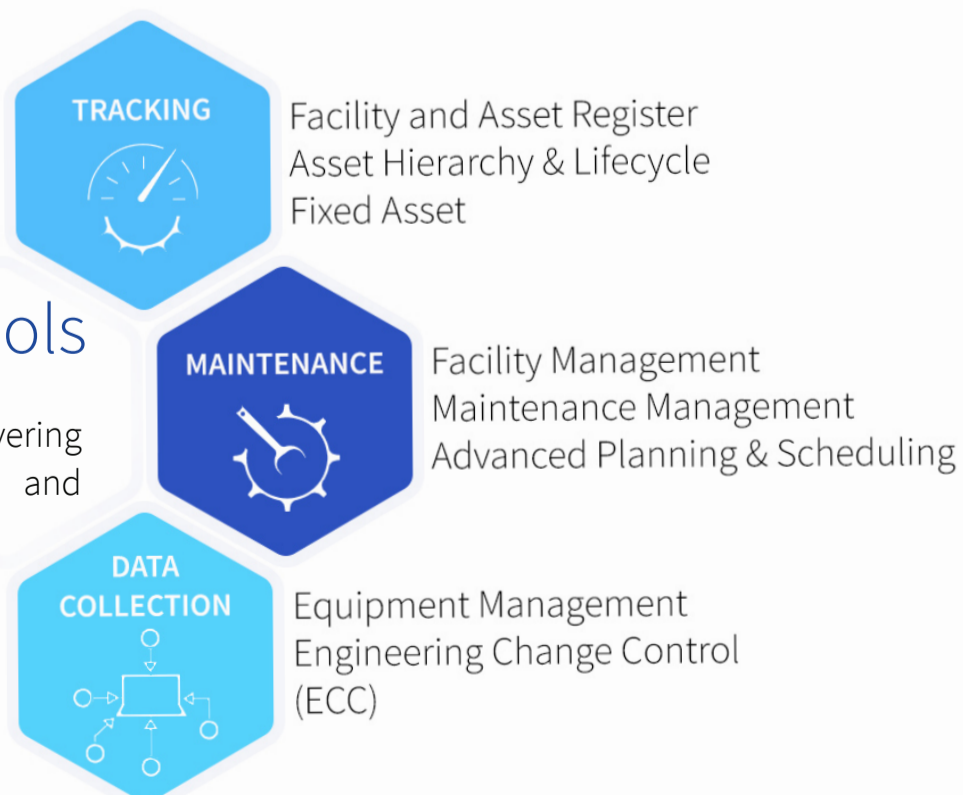 TRACKING
Facility and Asset Register
Asset Hierarchy & Lifecycle
Fixed Asset
ols
vering
and
MAINTENANCE
Facility Management
Maintenance Management
Advanced Planning & Scheduling
DATA
COLLECTION
Equipment Management
Engineering Change Control
(ECC)